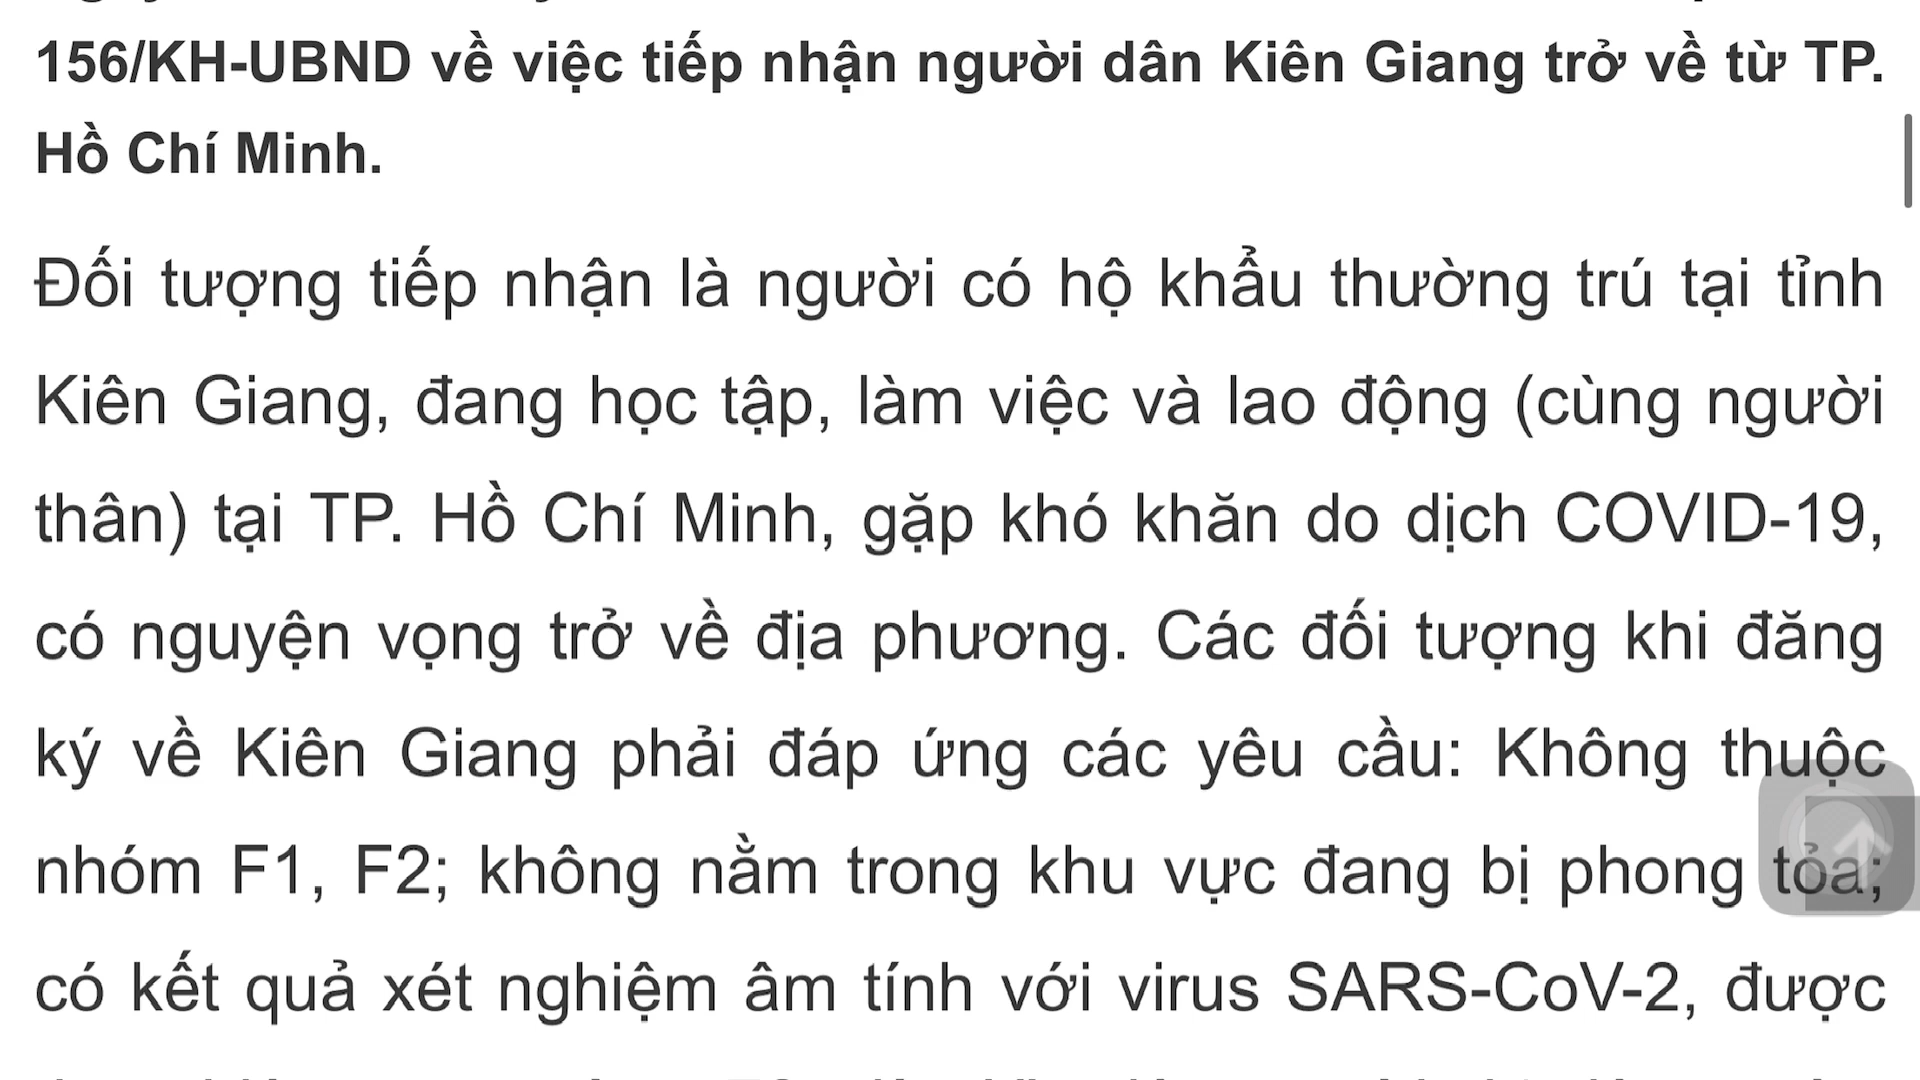 156/KH-UBND về việc tiếp nhận người dân Kiên Giang trở về từ TP.
Hồ Chí Minh.
Đối tượng tiếp nhận là người có hộ khẩu thường trú tại tỉnh
Kiên Giang, đang học tập, làm việc và lao động (cùng người
thân) tại TP. Hồ Chí Minh, gặp khó khăn do dịch COVID-19,
có nguyện vọng trở về địa phương. Các đối tượng khi đăng
ký về Kiên Giang phải đáp ứng các yêu cầu: Không thuộc
nhóm F1, F2; không nằm trong khu vực đang bị phong tỏa;
có kết quả xét nghiệm âm tính với virus SARS-CoV-2, được